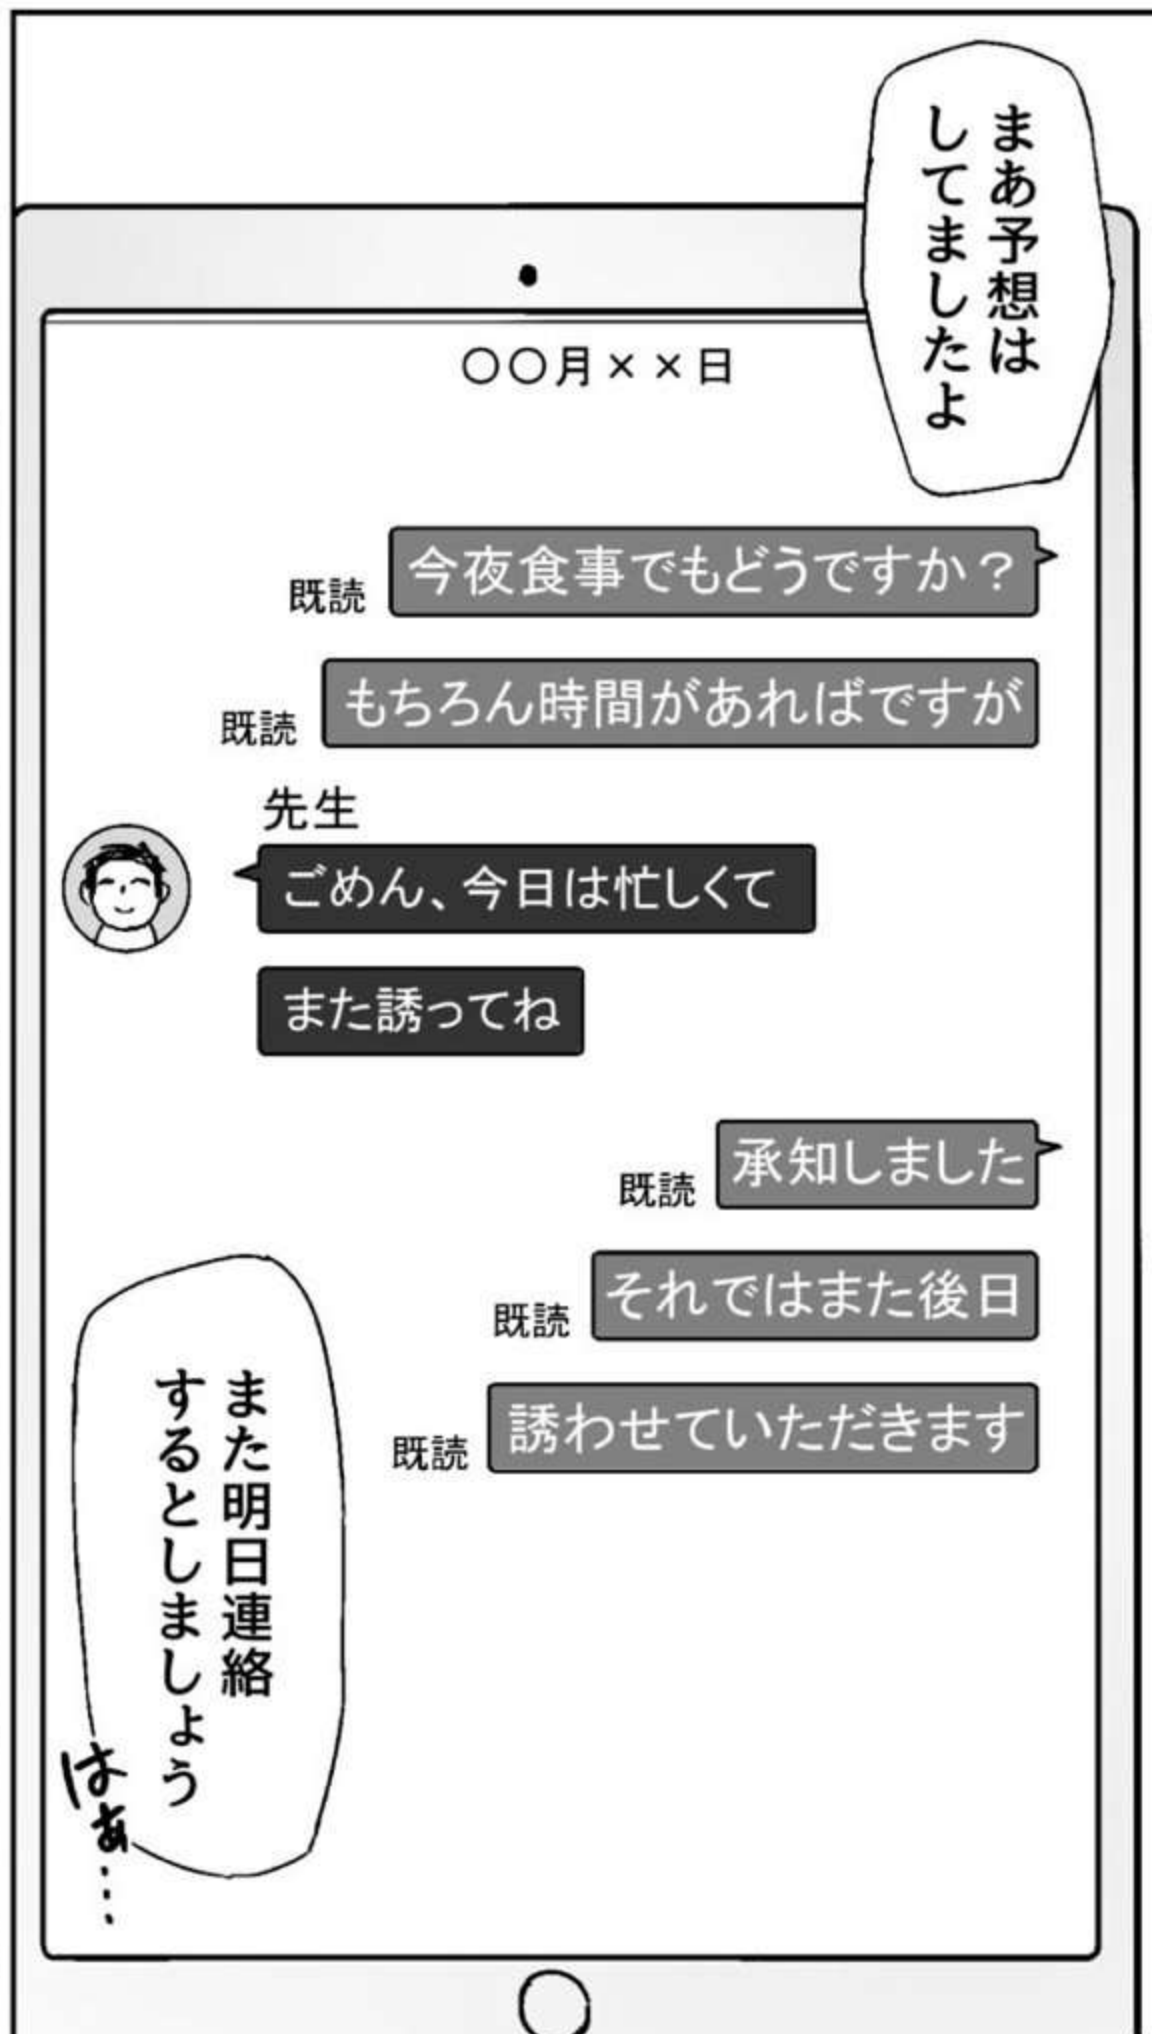 まあ予想は
してましたよ
〇〇月××日
今夜食事でもどうですか？
既読
もちろん時間があればですが
既読
先生
ごめん、今日は忙しくて
また誘ってね
承知しました
既読
それではまた後日
既読
誘わせていただきます
既読
また明日連絡
するとしましょう
はぁ…